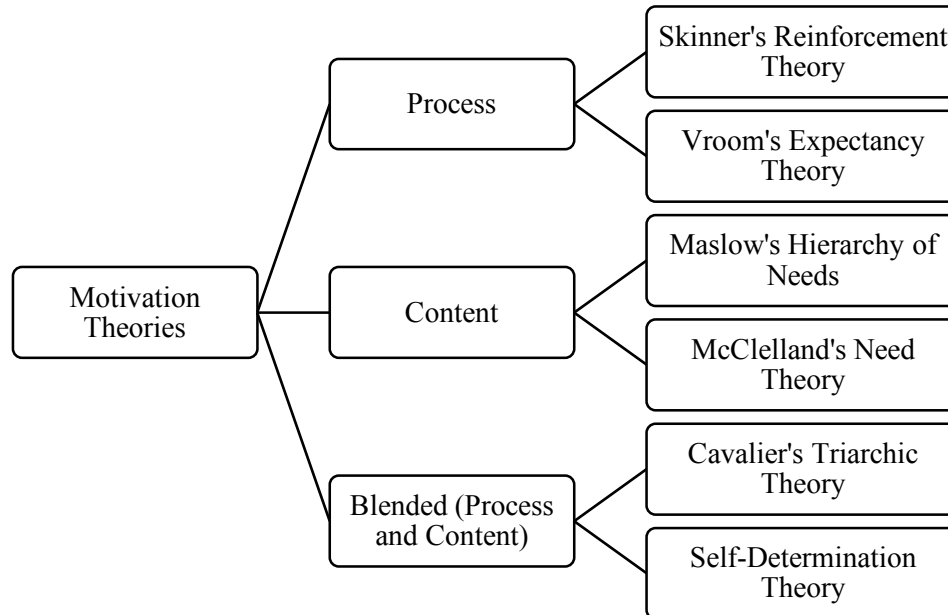 Motivation
Theories
Process
Skinner's Reinforcement
Theory
Vroom's Expectancy
Theory
Content
Maslow's Hierarchy of
Needs
McClelland's Need
Theory
Blended (Process
and Content)
Cavalier's Triarchic
Theory
Self-Determination
Theory